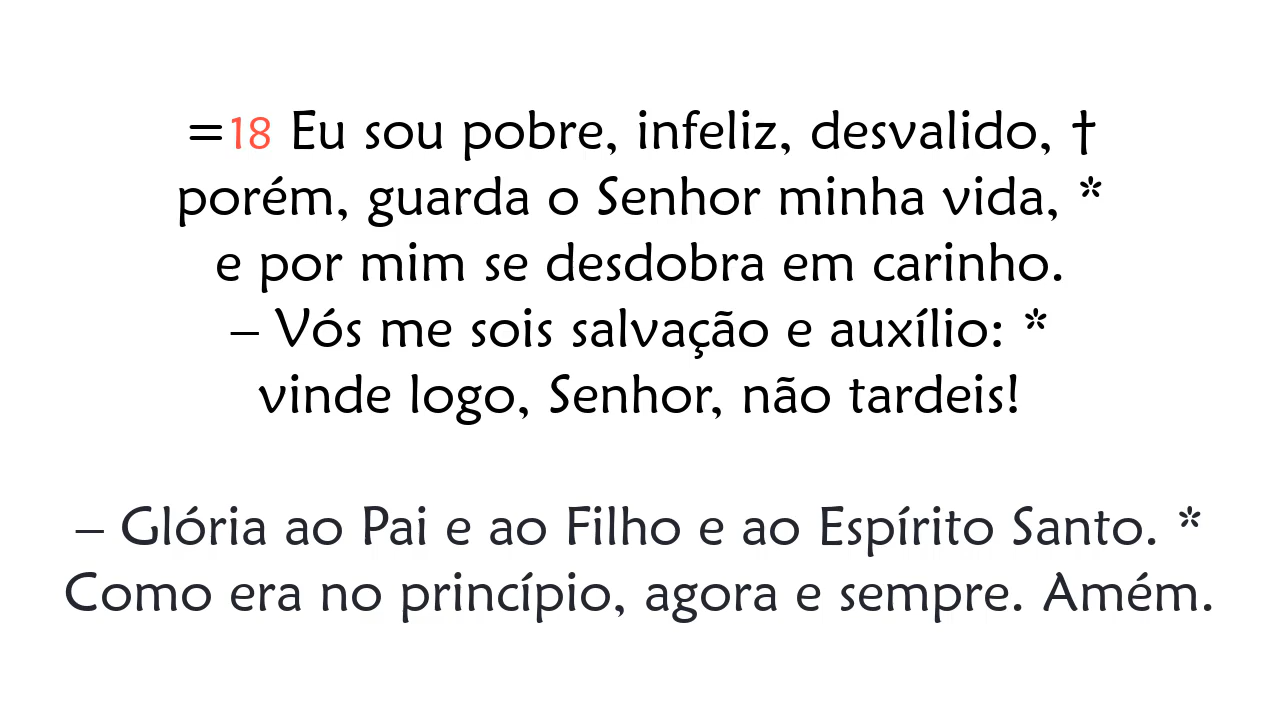 =18 Eu sou pobre, infeliz, desvalido, †
porém, guarda o Senhor minha vida, *
e por mim se desdobra em carinho.
– Vós me sois salvação e auxílio: *
vinde logo, Senhor, não tardeis!
– Glória ao Pai e ao Filho e ao Espírito Santo. *
Como era no princípio, agora e sempre. Amém.